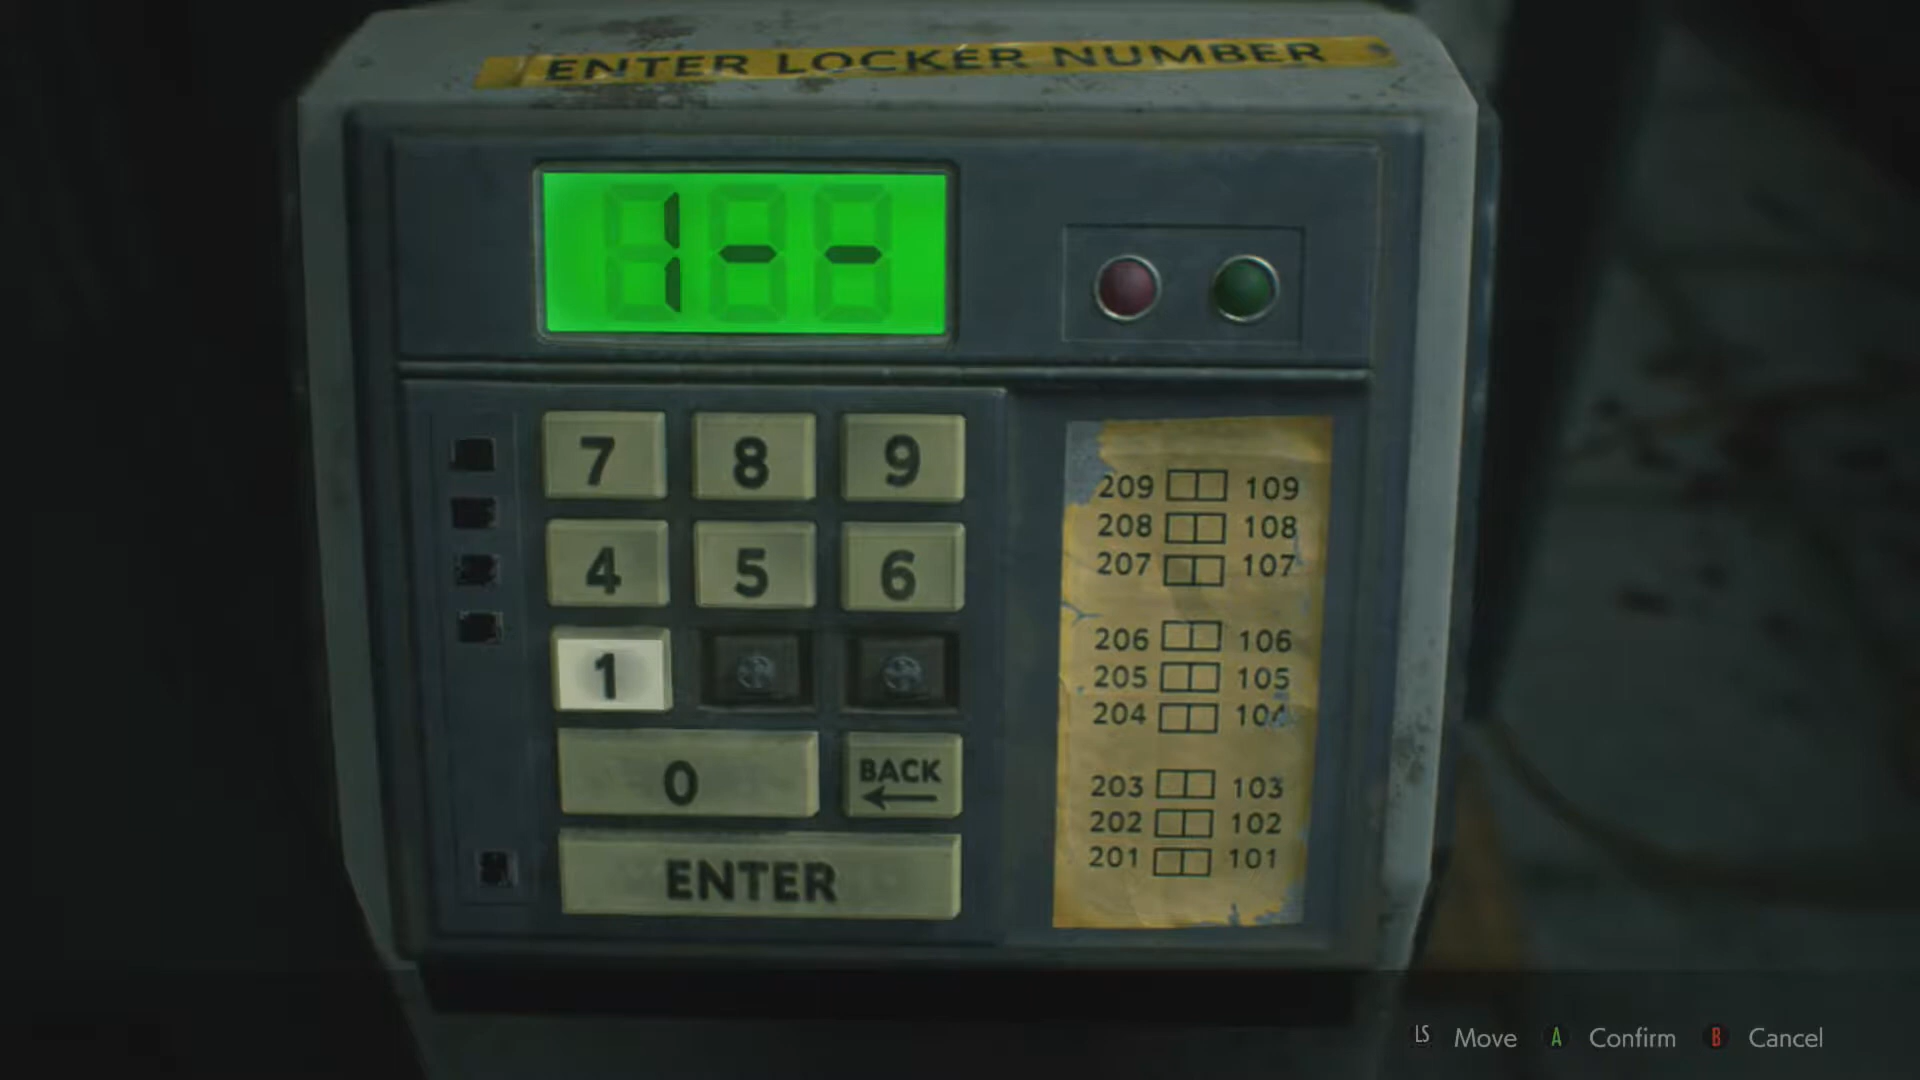 ENTER LOCKER NUMBER
1--
7 8 9
4 5 6
1
0 BACK
ENTER
209 109
208 108
207 107
206 106
205 105
204 104
203 103
202 102
201 101
LS Move A Confirm B Cancel